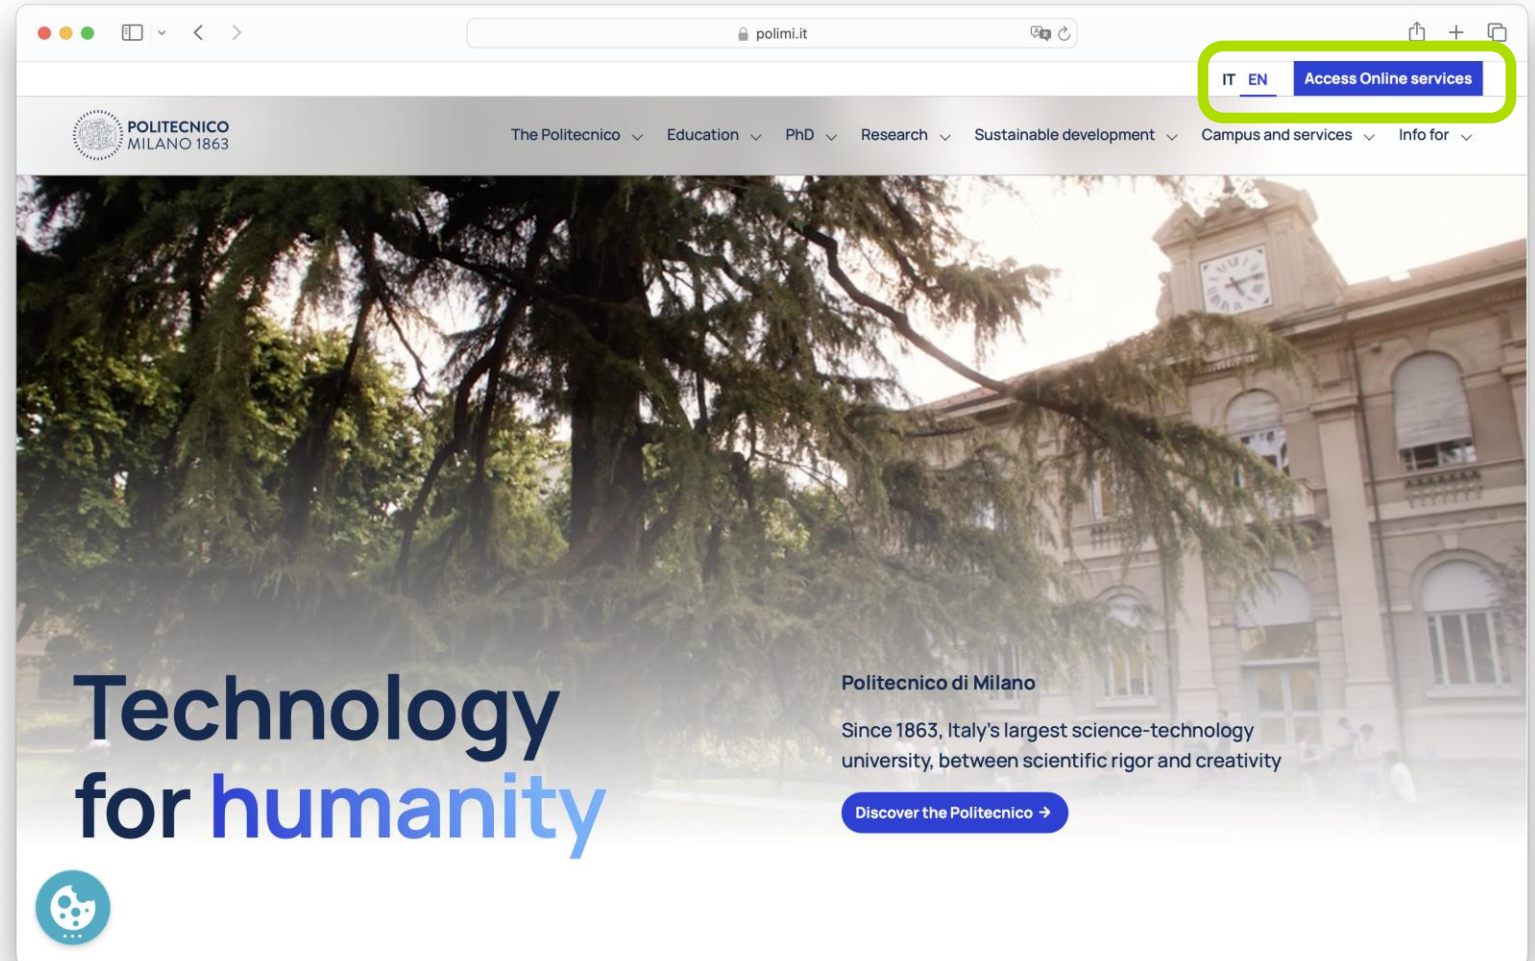 polimi.it
IT EN Access Online services
POLITECNICO
MILANO 1863
The Politecnico Education PhD Research Sustainable development Campus and services Info for
Technology
for humanity
Politecnico di Milano
Since 1863, Italy's largest science-technology
university, between scientific rigor and creativity
Discover the Politecnico →